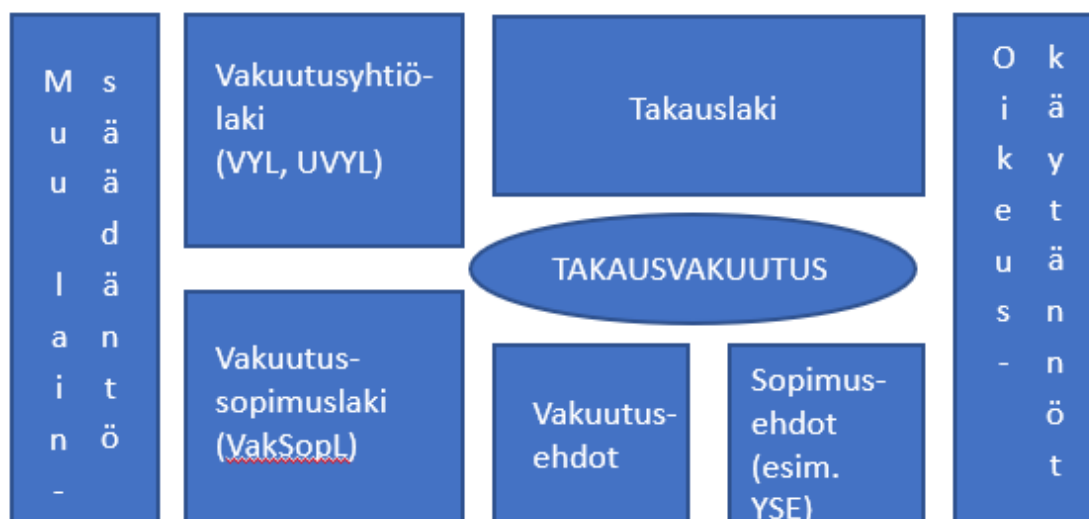 Muu lain-
säädäntö
Vakuutusyhtiö-
laki
(VYL, UVYL)
Takauslaki
TAKAUSVAKUUTUS
Vakuutus-
sopimuslaki
(VakSopL)
Vakuutus-
ehdot
Sopimus-
ehdot
(esim.
YSE)
Oikeus-
käytännöt